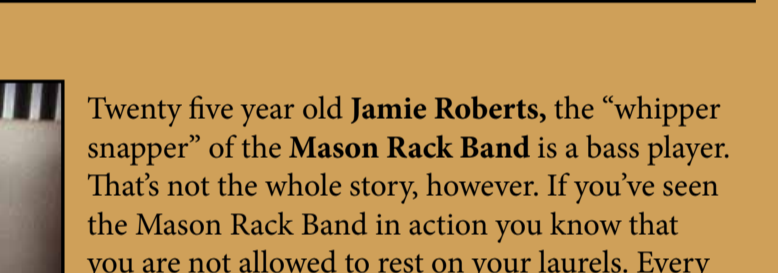 Twenty five year old Jamie Roberts, the “whipper
snapper” of the Mason Rack Band is a bass player.
That’s not the whole story, however. If you’ve seen
the Mason Rack Band in action you know that
you are not allowed to rest on your laurels. Every